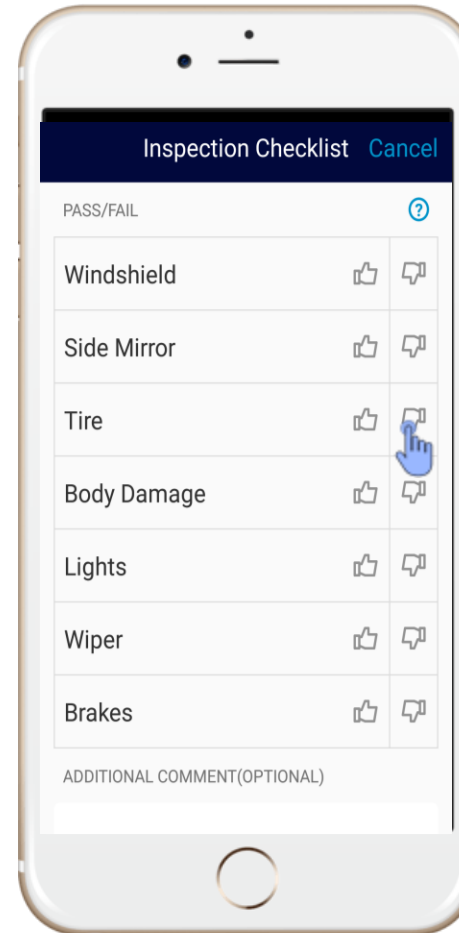 Inspection Checklist Cancel
PASS/FAIL ?
Windshield
Side Mirror
Tire
Body Damage
Lights
Wiper
Brakes
ADDITIONAL COMMENT(OPTIONAL)